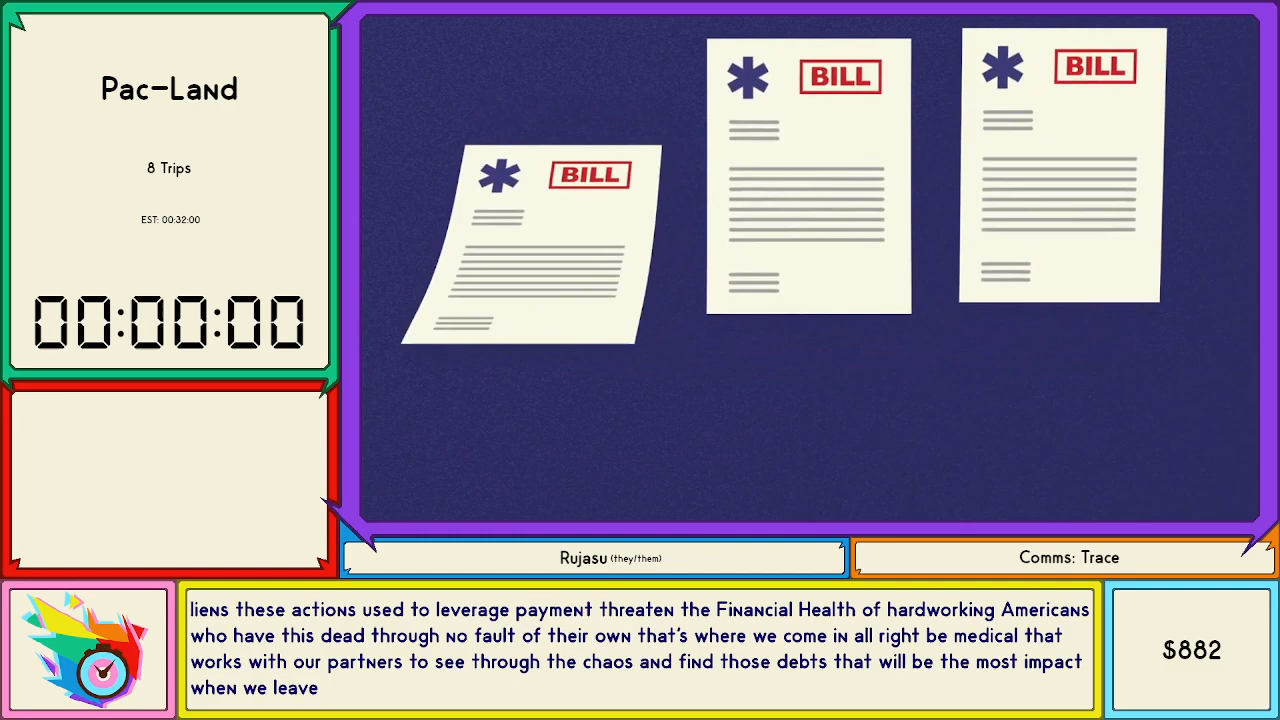 Pac-Land
8 Trips
EST: 00:32:00
00:00:00
BILL
BILL
BILL
Rujasu (they/them)
Comms: Trace
liens these actions used to leverage payment threaten the Financial Health of hardworking Americans
who have this dead through no fault of their own that's where we come in all right be medical that
works with our partners to see through the chaos and find those debts that will be the most impact
when we leave
$882